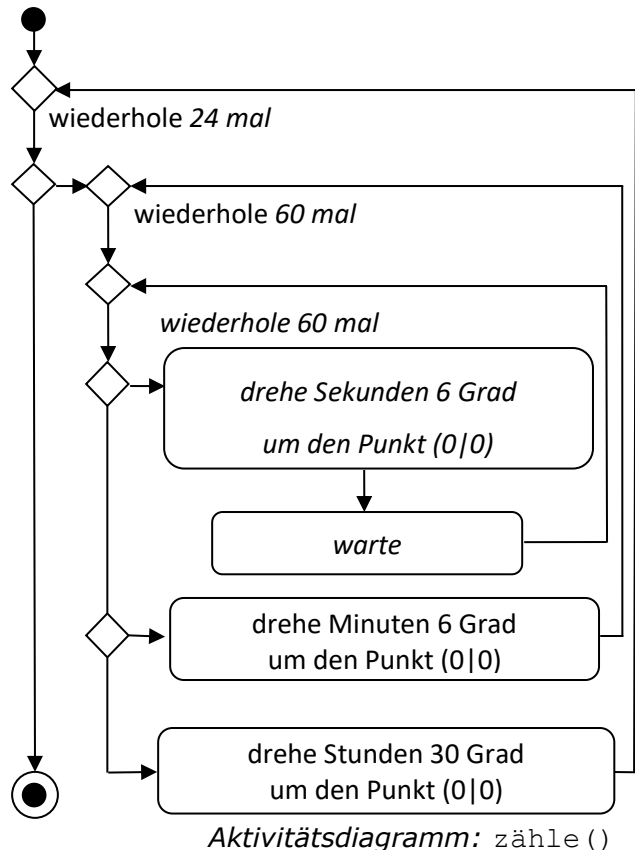 wiederhole 24 mal
wiederhole 60 mal
wiederhole 60 mal
drehe Sekunden 6 Grad
um den Punkt (0|0)
warte
drehe Minuten 6 Grad
um den Punkt (0|0)
drehe Stunden 30 Grad
um den Punkt (0|0)
Aktivitätsdiagramm: zähle()